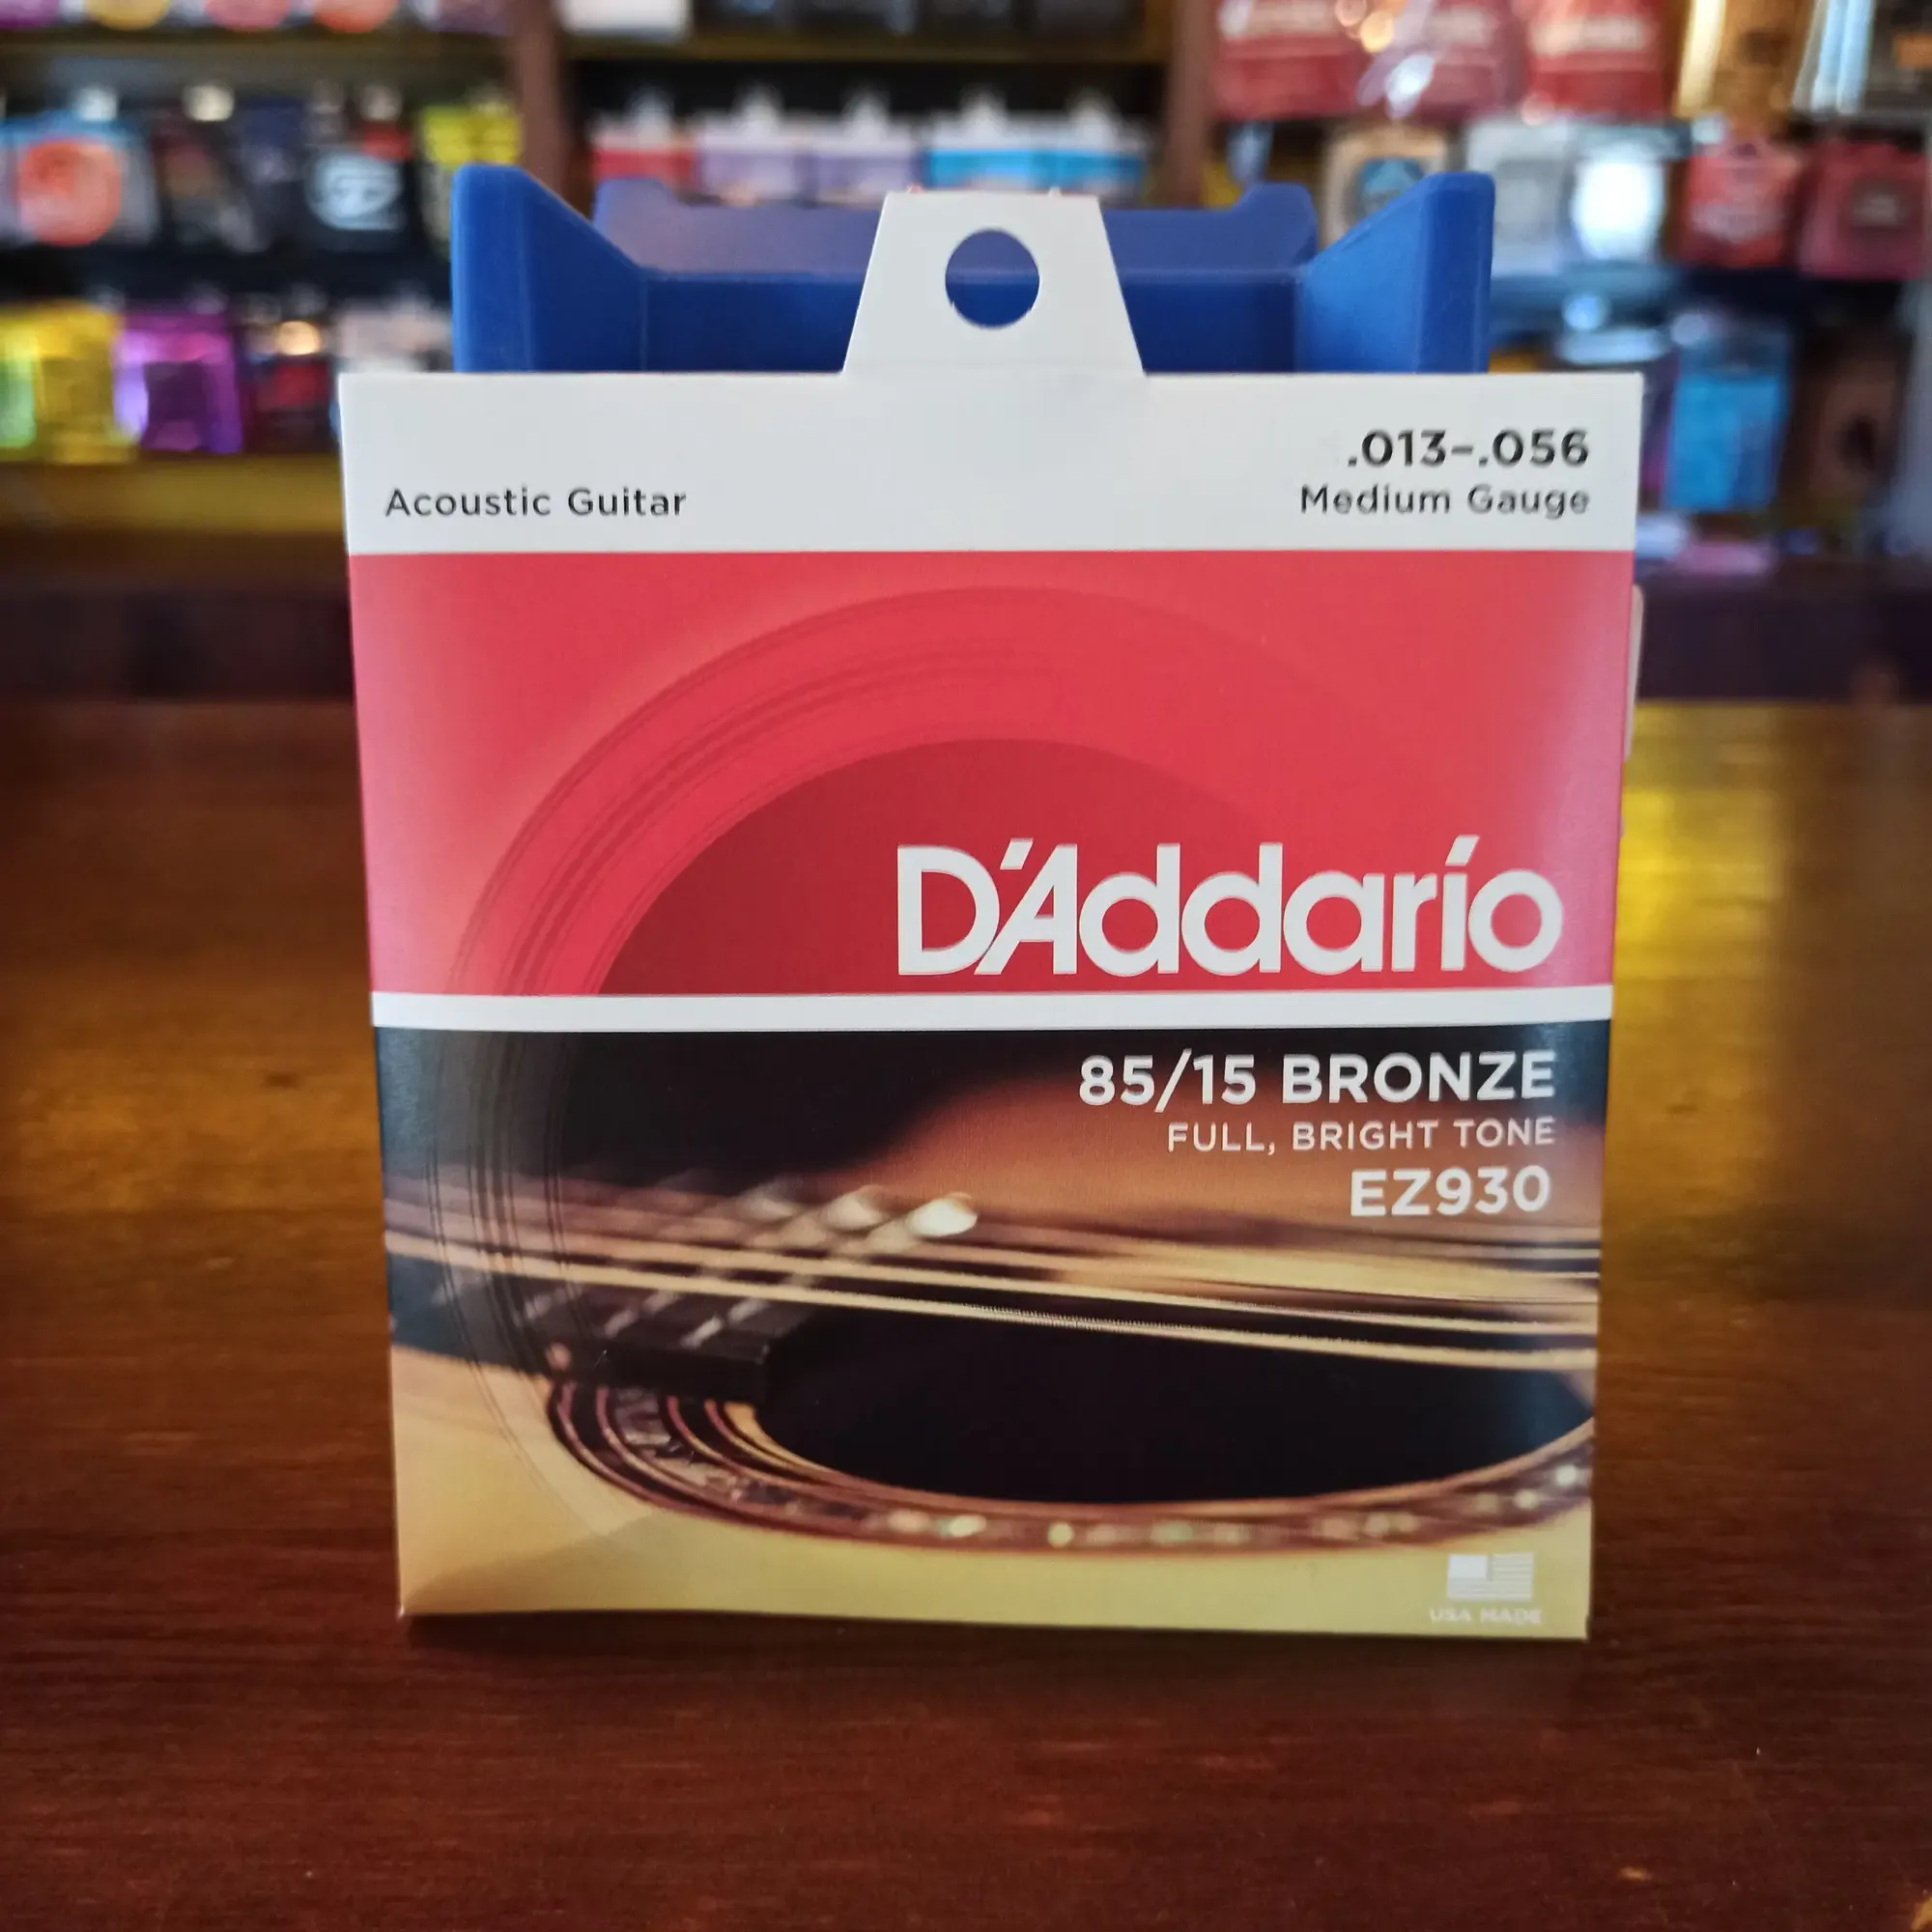 Acoustic Guitar
.013–.056
Medium Gauge
D'Addario
85/15 BRONZE
FULL, BRIGHT TONE
EZ930
USA MADE